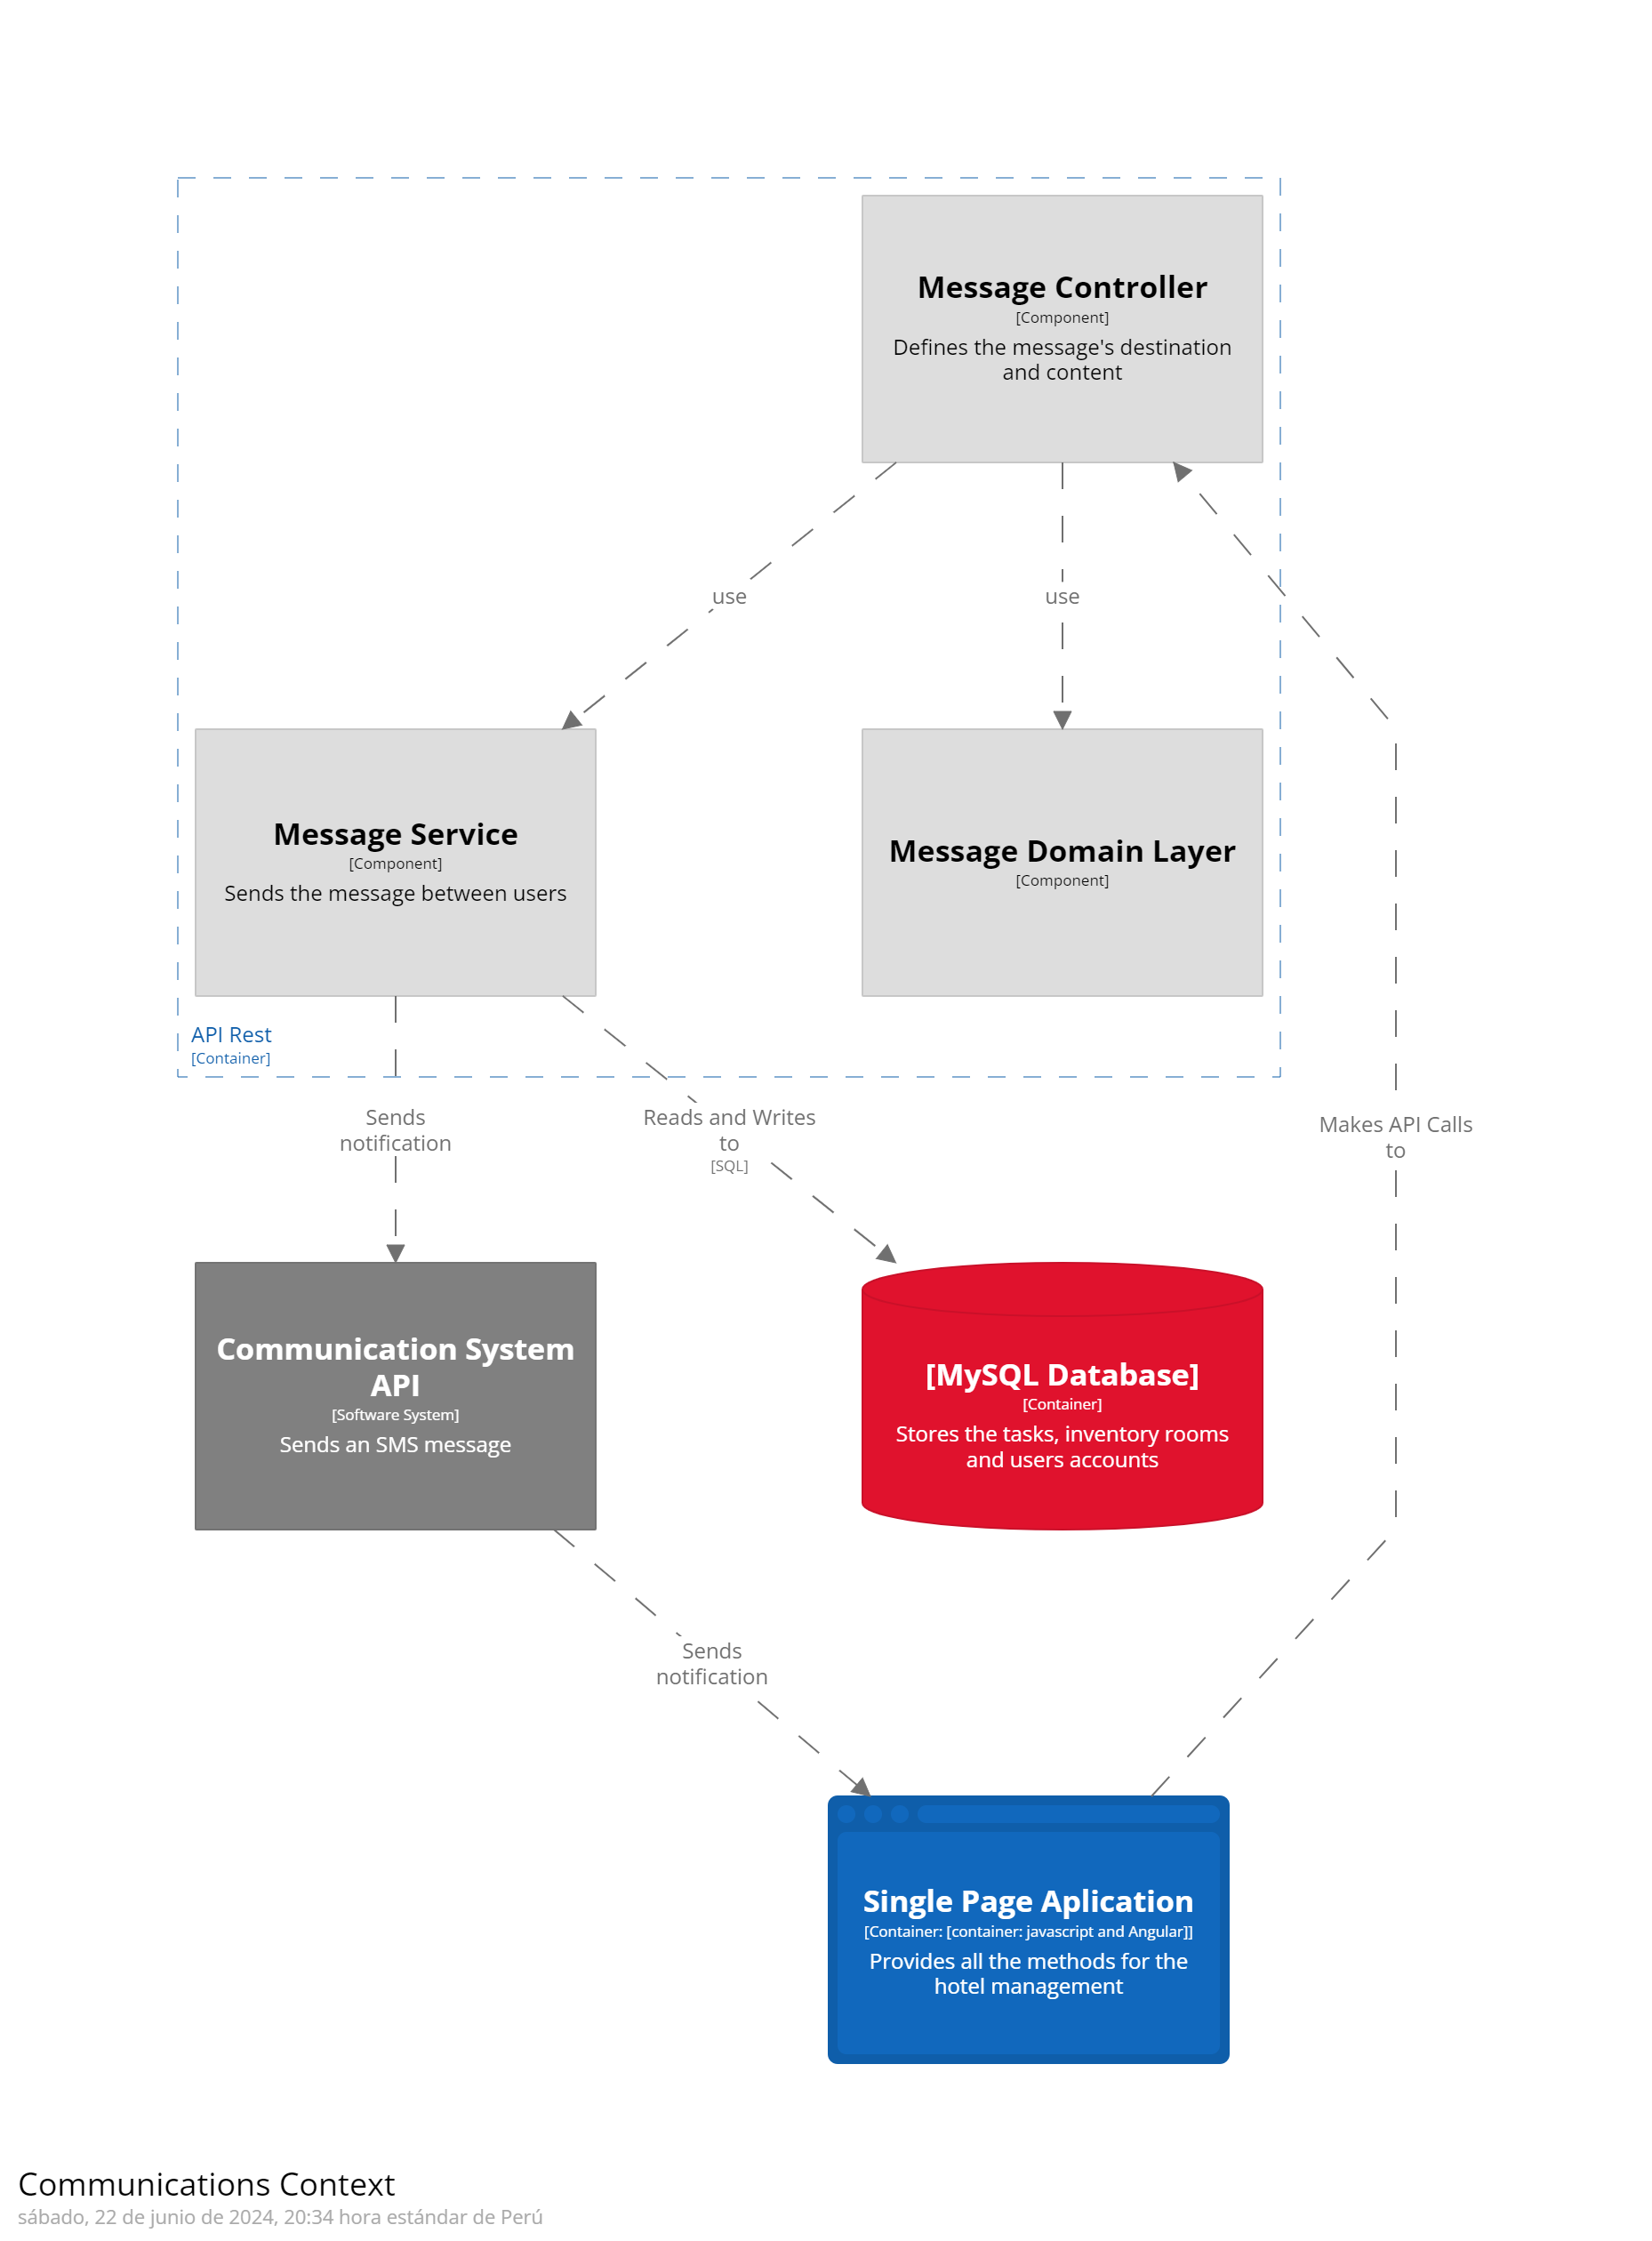 Message Controller
[Component]
Defines the message's destination
and content
use
use
Message Service
[Component]
Sends the message between users
Message Domain Layer
[Component]
API Rest
[Container]
Sends
notification
Reads and Writes
to
[SQL]
Makes API Calls
to
Communication System
API
[Software System]
Sends an SMS message
[MySQL Database]
[Container]
Stores the tasks, inventory rooms
and users accounts
Sends
notification
Single Page Aplication
[Container: [container: javascript and Angular]]
Provides all the methods for the
hotel management
Communications Context
sábado, 22 de junio de 2024, 20:34 hora estándar de Perú